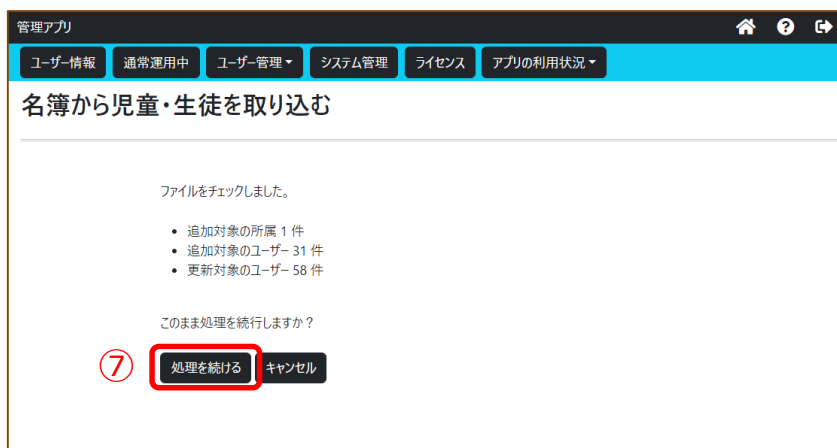 管理アプリ
ユーザー情報 通常運用中 ユーザー管理 システム管理 ライセンス アプリの利用状況
名簿から児童・生徒を取り込む
ファイルをチェックしました。
• 追加対象の所属 1 件
• 追加対象のユーザー 31 件
• 更新対象のユーザー 58 件
このまま処理を続行しますか？
⑦ 処理を続ける キャンセル